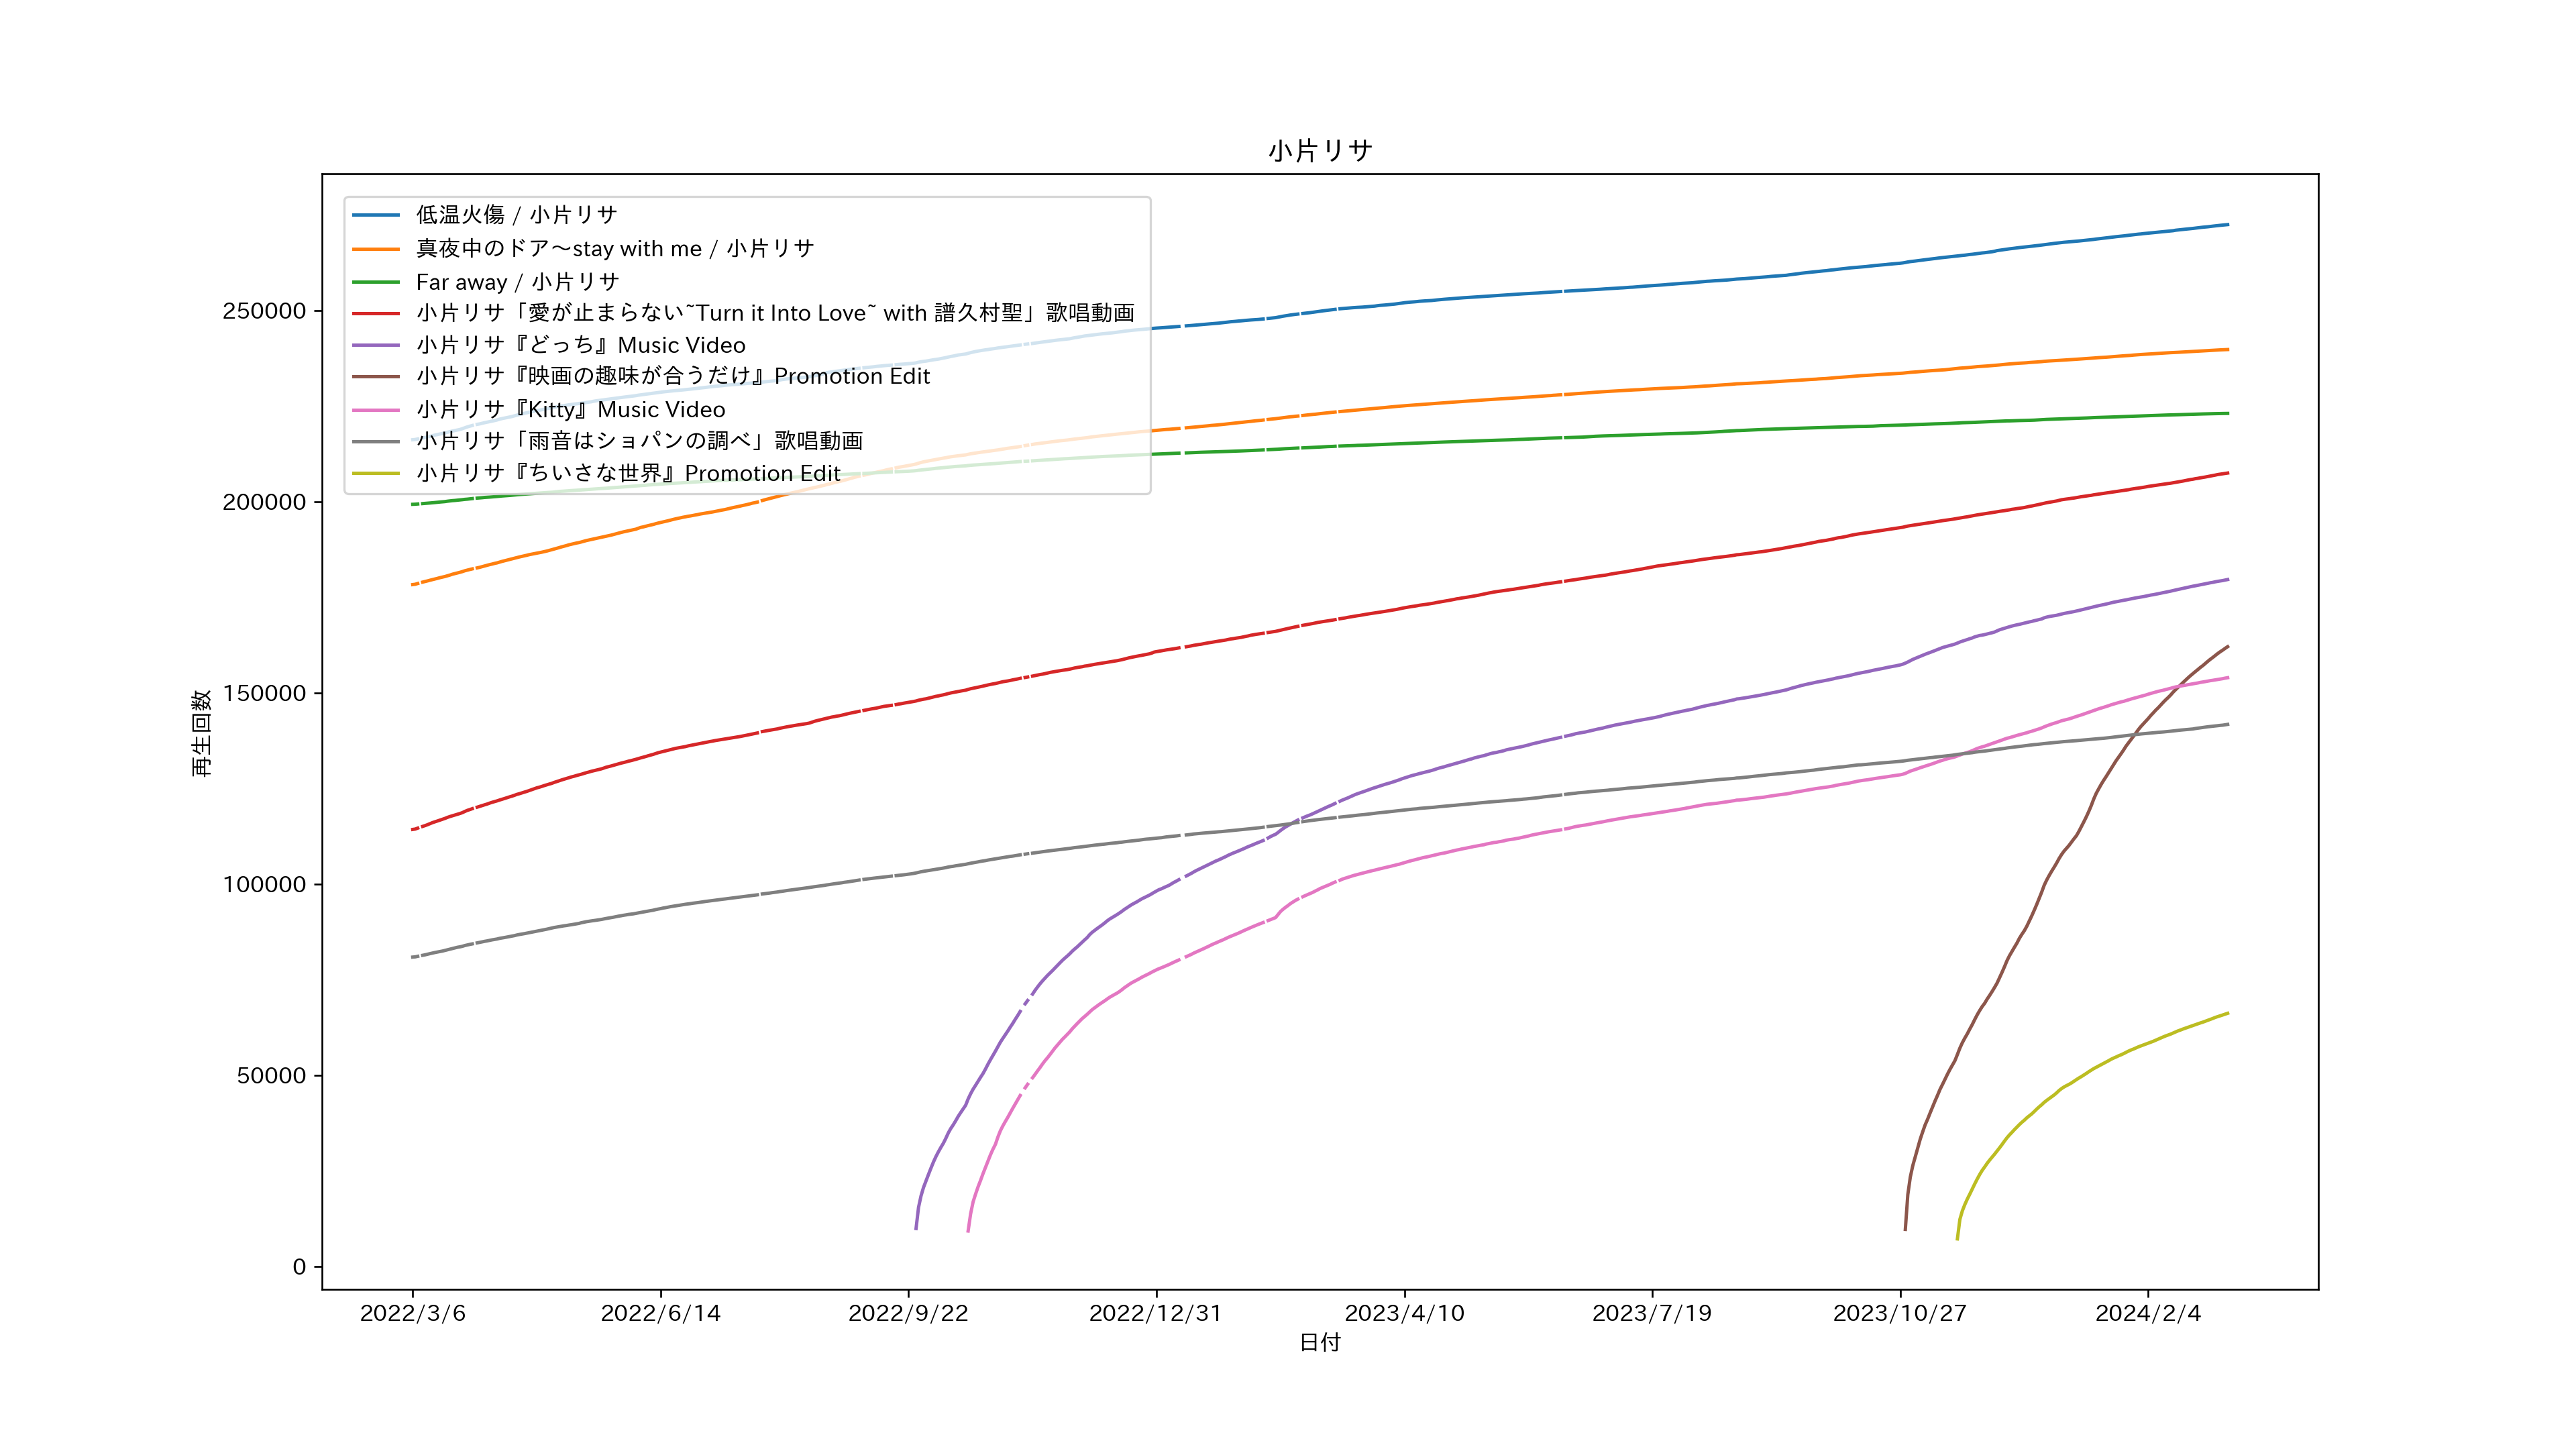 小片リサ
低温火傷 / 小片リサ
真夜中のドア〜stay with me / 小片リサ
Far away / 小片リサ
小片リサ「愛が止まらない~Turn it Into Love~ with 譜久村聖」歌唱動画
小片リサ『どっち』Music Video
小片リサ『映画の趣味が合うだけ』Promotion Edit
小片リサ『Kitty』Music Video
小片リサ「雨音はショパンの調べ」歌唱動画
小片リサ『ちいさな世界』Promotion Edit
再生回数
250000
200000
150000
100000
50000
0
2022/3/6 2022/6/14 2022/9/22 2022/12/31 2023/4/10 2023/7/19 2023/10/27 2024/2/4
日付